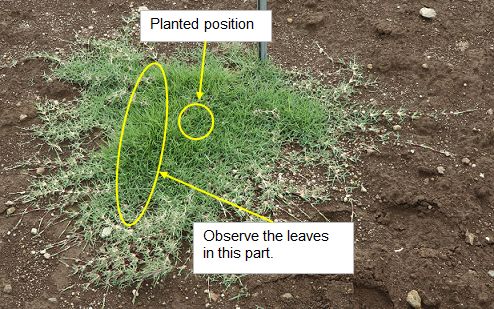 Planted position
Observe the leaves
in this part.